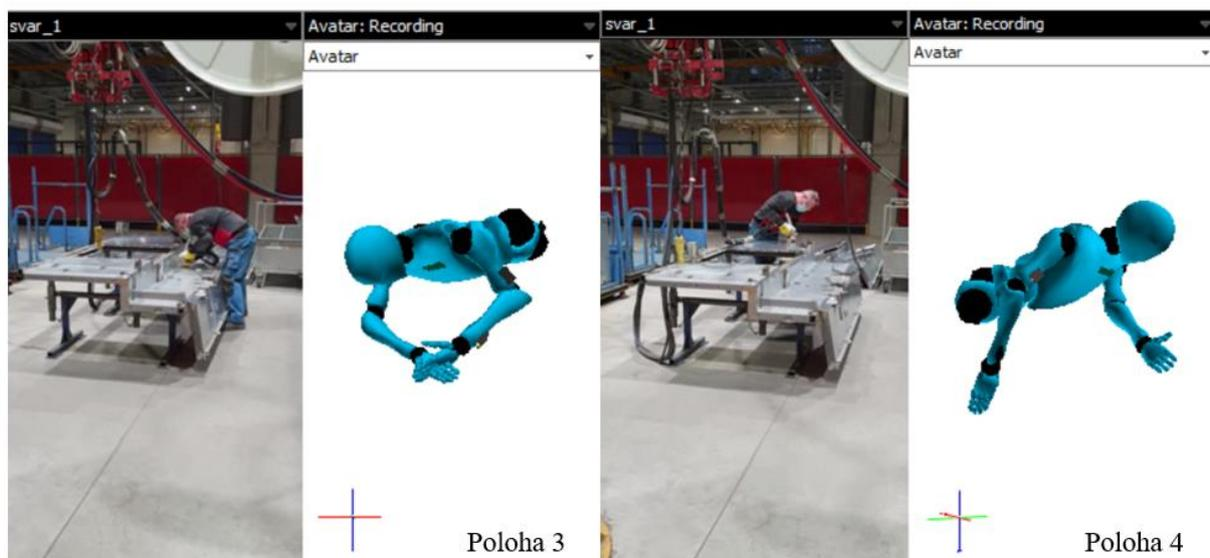 svar_1
Avatar: Recording
svar_1
Avatar: Recording
Avatar
Avatar
Poloha 3
Poloha 4